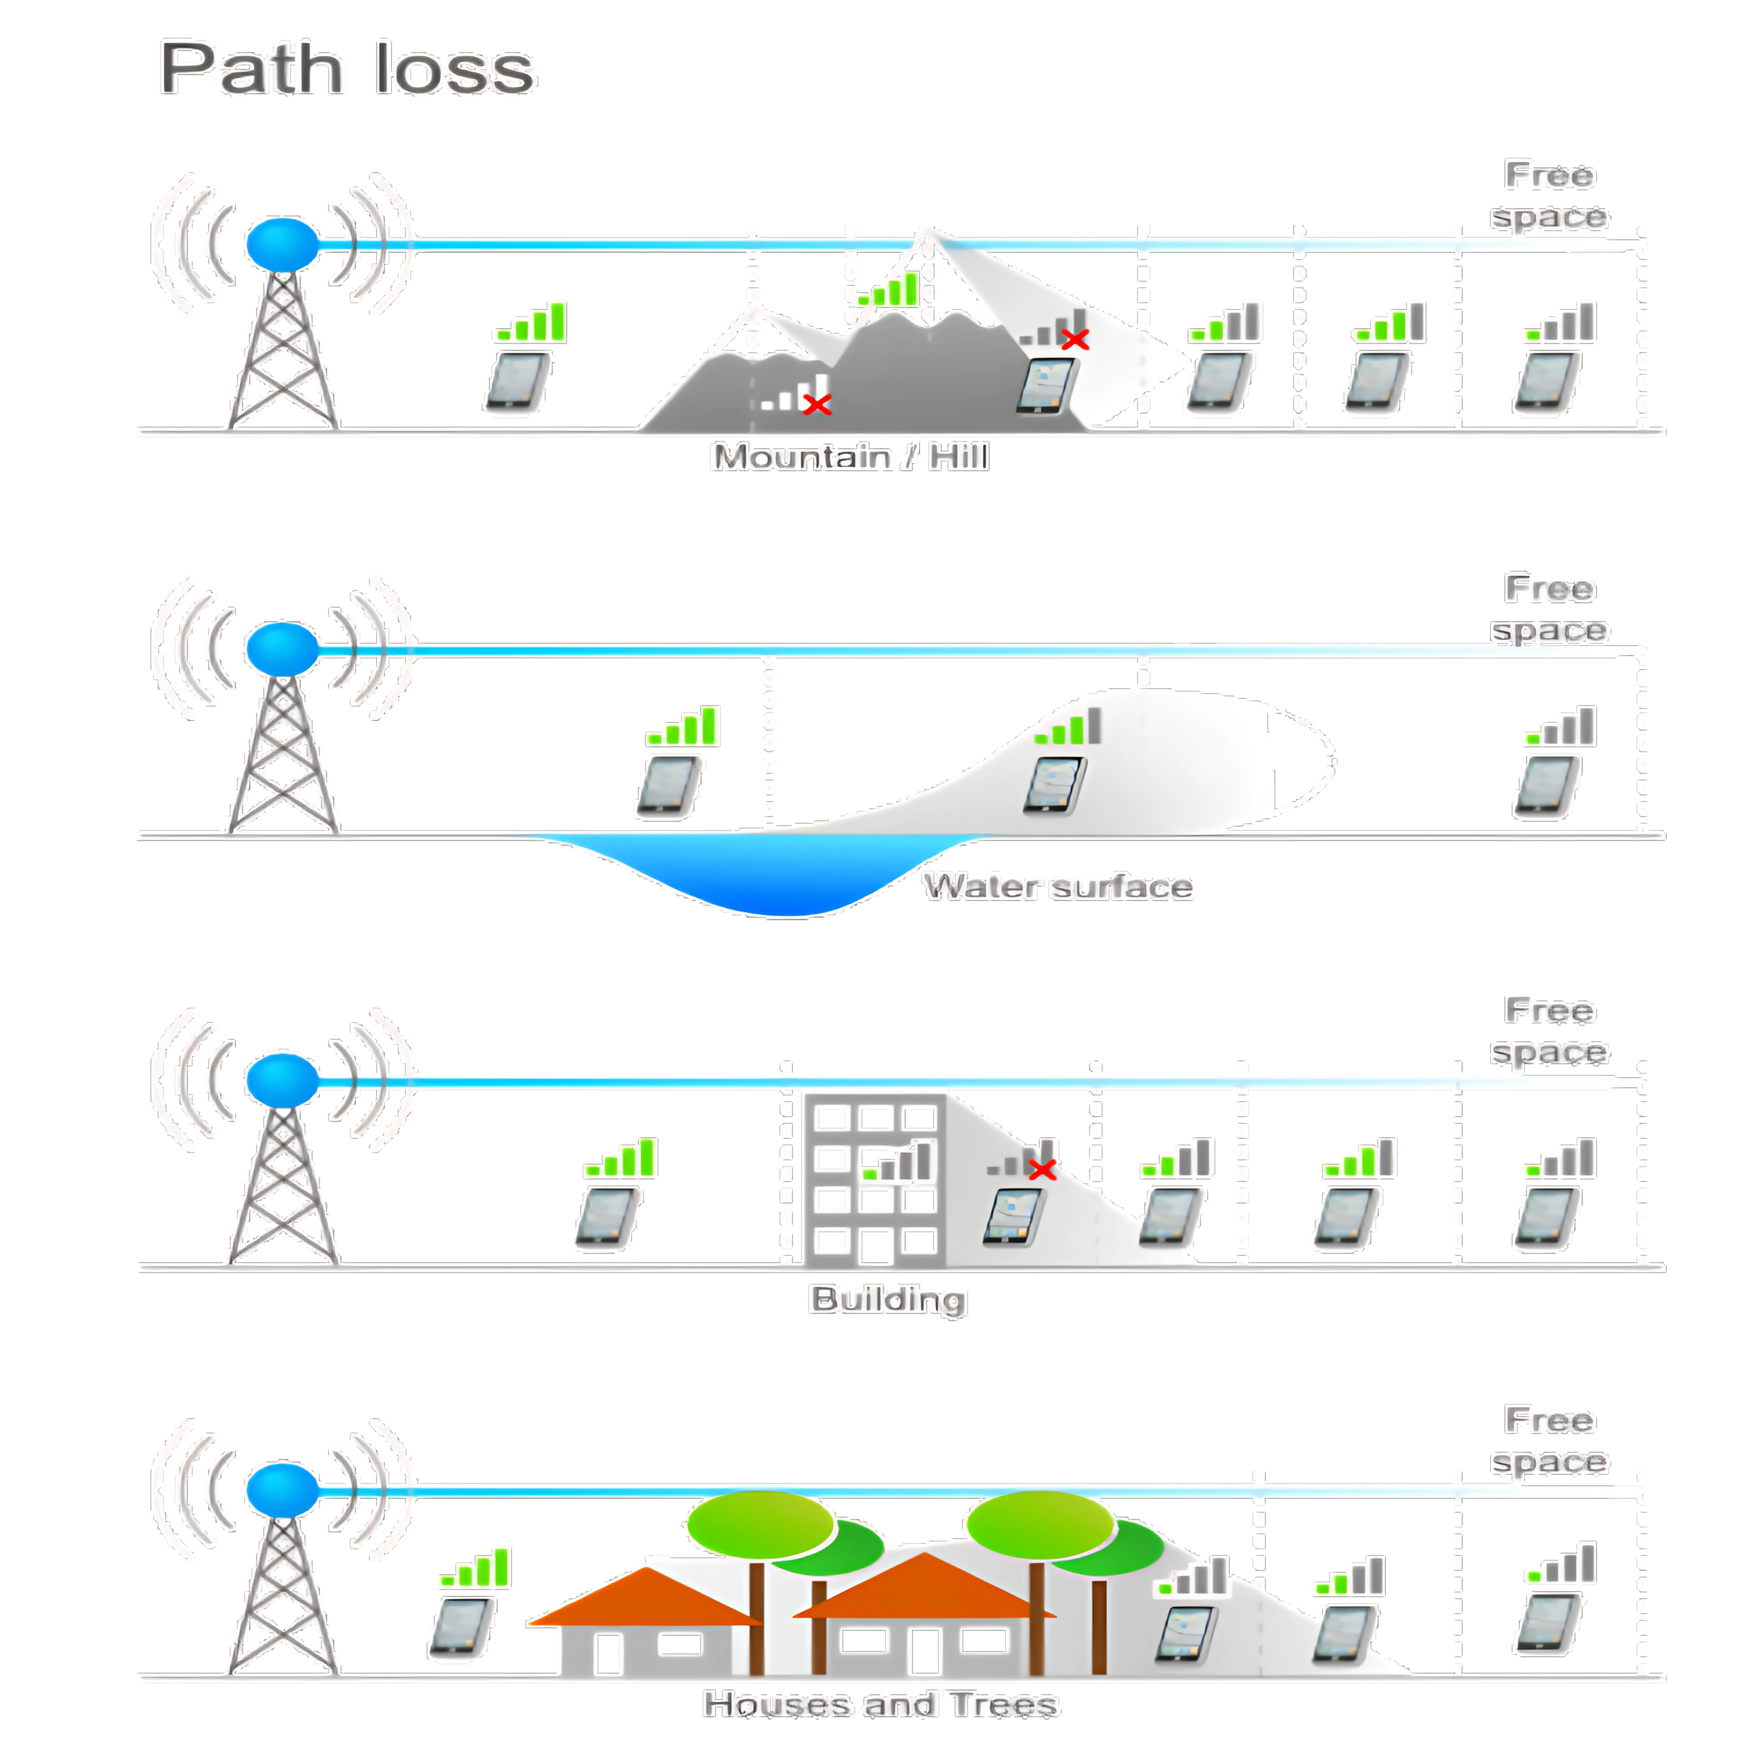 Path loss
Free
space
Mountain / Hill
Free
space
Water surface
Free
space
Building
Free
space
Houses and Trees